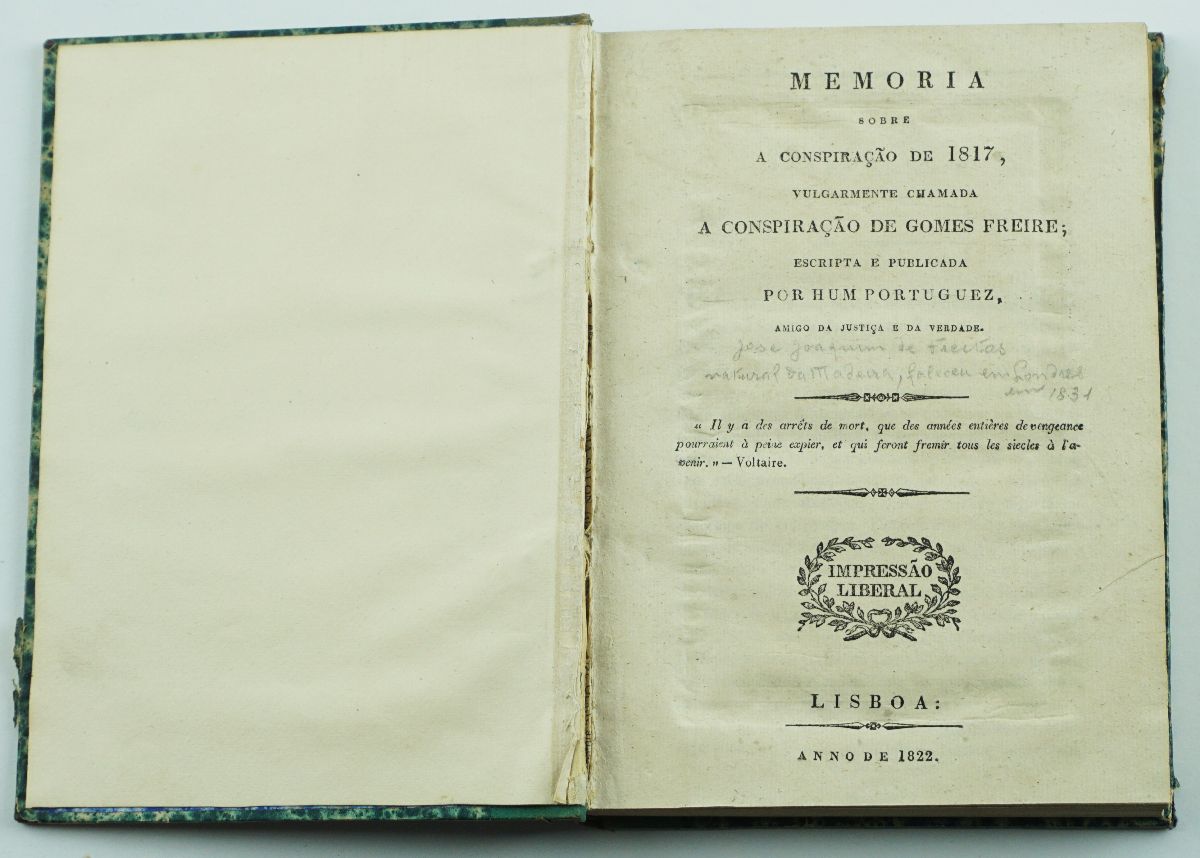 MEMORIA
SOBRE
A CONSPIRAÇÃO DE 1817,
VULGARMENTE CHAMADA
A CONSPIRAÇÃO DE GOMES FREIRE;
ESCRIPTA E PUBLICADA
POR HUM PORTUGUEZ,
AMIGO DA JUSTIÇA E DA VERDADE.
José Joaquim de Freitas
natural da Madeira, faleceu em Londres
em 1831
« Il y a des arrêts de mort, que des années entières de vengeance
pourraient à peine expier, et qui feront fremir tous les siecles à l'a-
venir. » — Voltaire.
IMPRESSÃO
LIBERAL
LISBOA:
ANNO DE 1822.